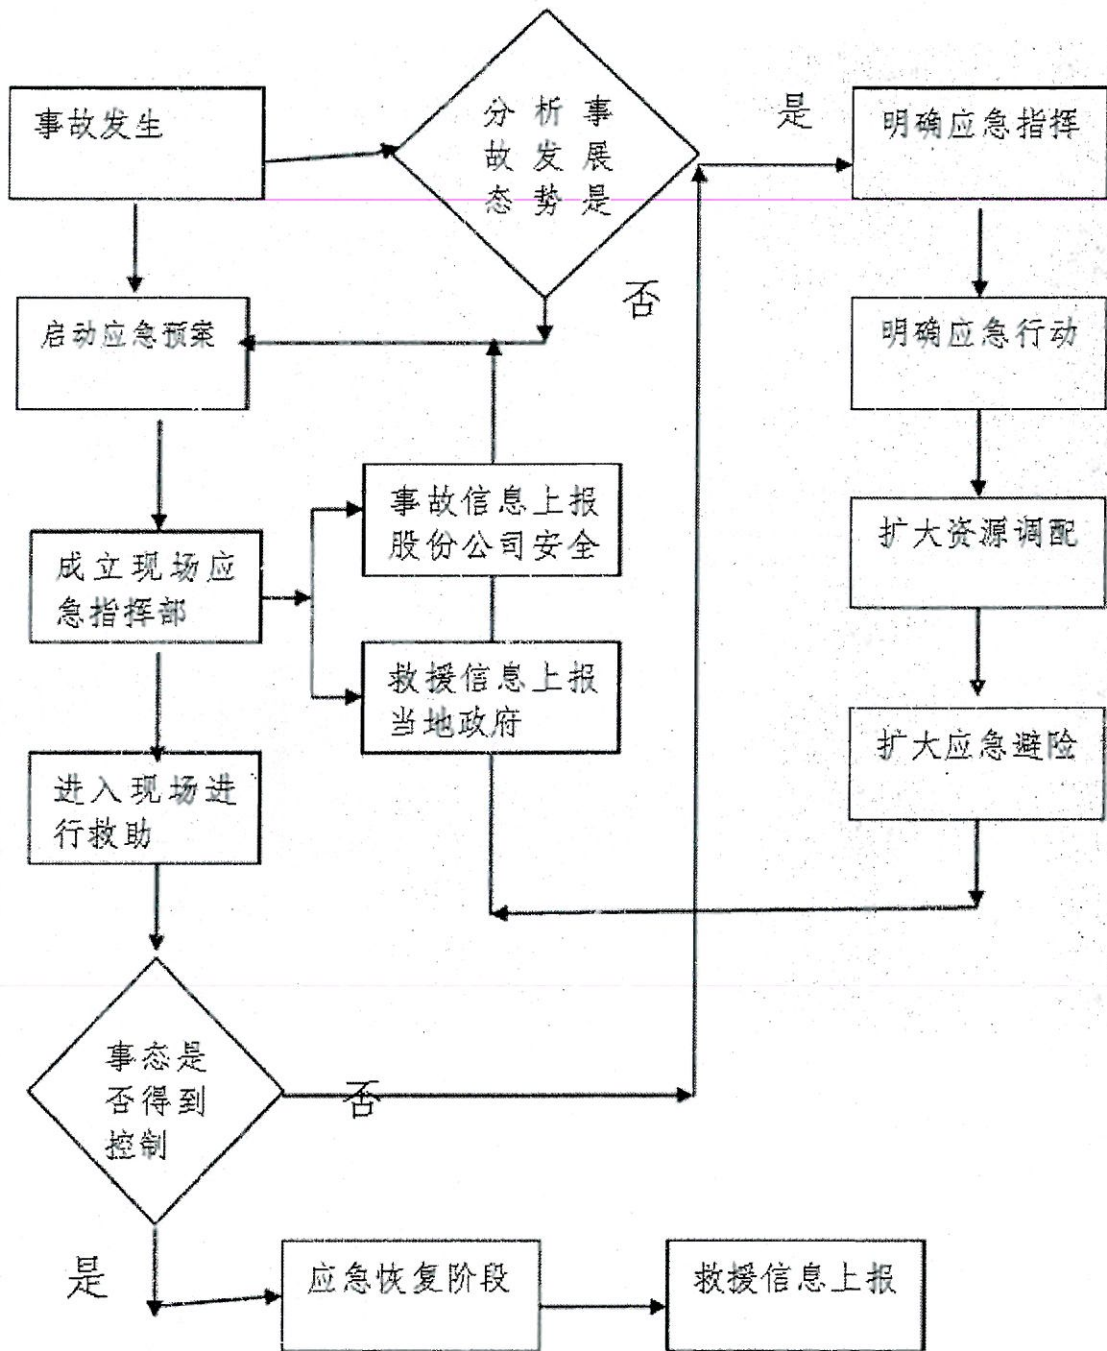 事故发生
分析事
故发展
态势是
是
明确应急指挥
否
启动应急预案
明确应急行动
事故信息上报
股份公司安全
扩大资源调配
成立现场应
急指挥部
救援信息上报
当地政府
扩大应急避险
进入现场进
行救助
事态是
否得到
控制
否
是
应急恢复阶段
救援信息上报